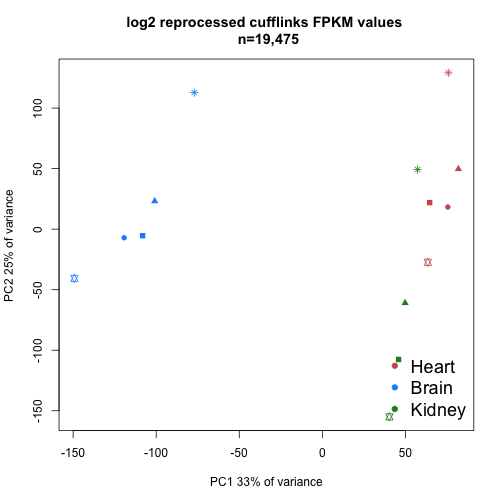 log2 reprocessed cufflinks FPKM values
n=19,475
PC2 25% of variance
100
50
0
-50
-100
-150
Heart
Brain
Kidney
-150
-100
-50
0
50
PC1 33% of variance